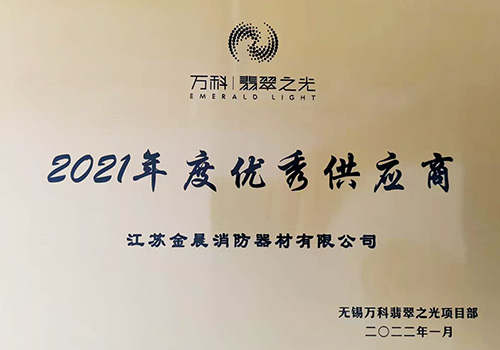 万科|翡翠之光
EMERALD LIGHT
2021年度优秀供应商
江苏金晨消防器材有限公司
无锡万科翡翠之光项目部
二〇二二年一月